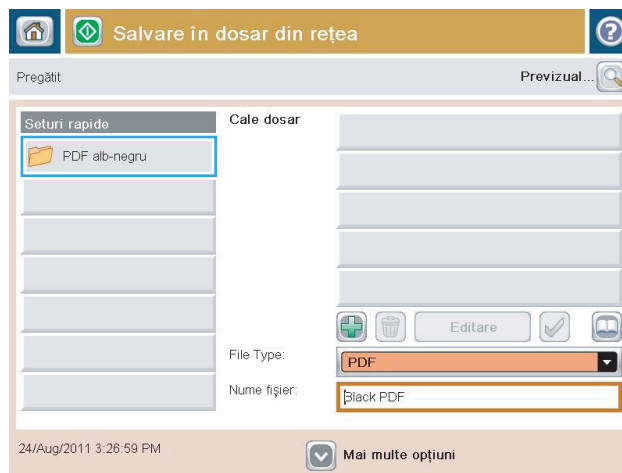 Salvare în dosar din rețea
Pregătit
Previzual...
Seturi rapide
PDF alb-negru
Cale dosar
Editare
File Type:
PDF
Nume fișier:
Black PDF
24/Aug/2011 3:26:59 PM
Mai multe opțiuni